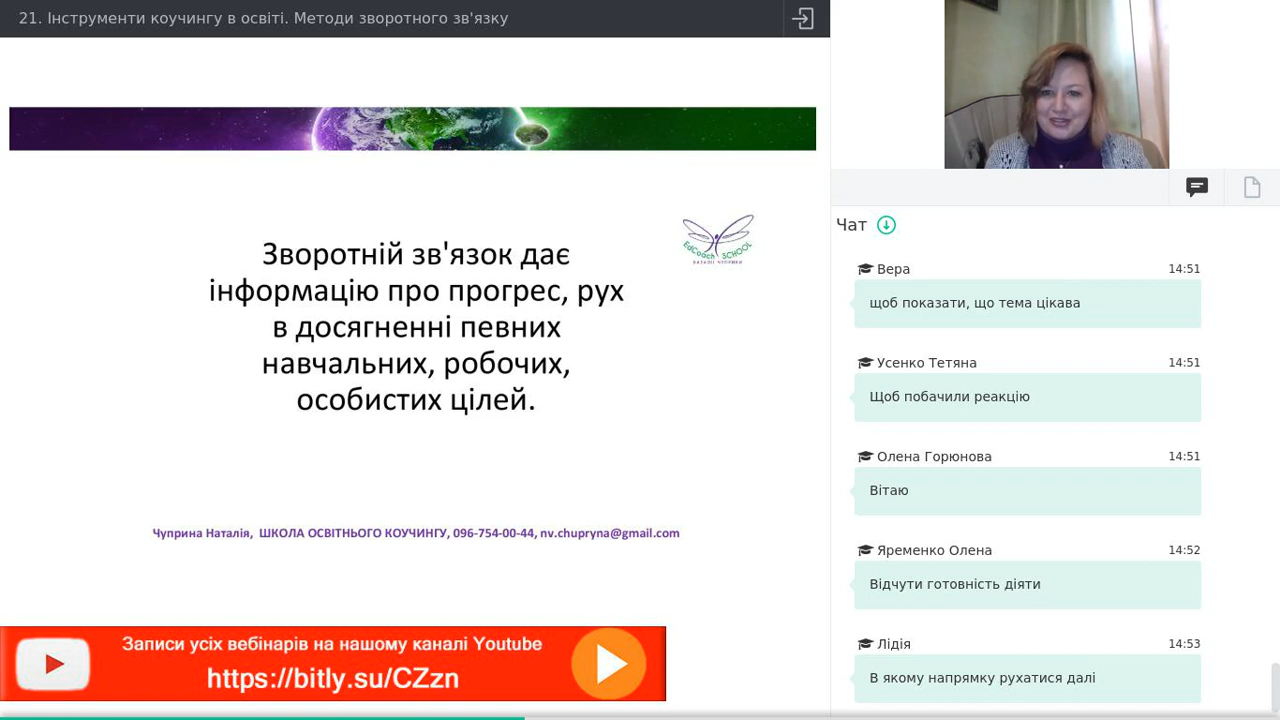 21. Інструменти коучингу в освіті. Методи зворотного зв'язку
Зворотній зв'язок дає
інформацію про прогрес, рух
в досягненні певних
навчальних, робочих,
особистих цілей.
EdCoach SCHOOL
НАТАЛІЇ ЧУПРИНИ
Чуприна Наталія, ШКОЛА ОСВІТНЬОГО КОУЧИНГУ, 096-754-00-44, nv.chupryna@gmail.com
Записи усіх вебінарів на нашому каналі Youtube
https://bitly.su/CZzn
Чат
Вера 14:51
щоб показати, що тема цікава
Усенко Тетяна 14:51
Щоб побачили реакцію
Олена Горюнова 14:51
Вітаю
Яременко Олена 14:52
Відчути готовність діяти
Лідія 14:53
В якому напрямку рухатися далі